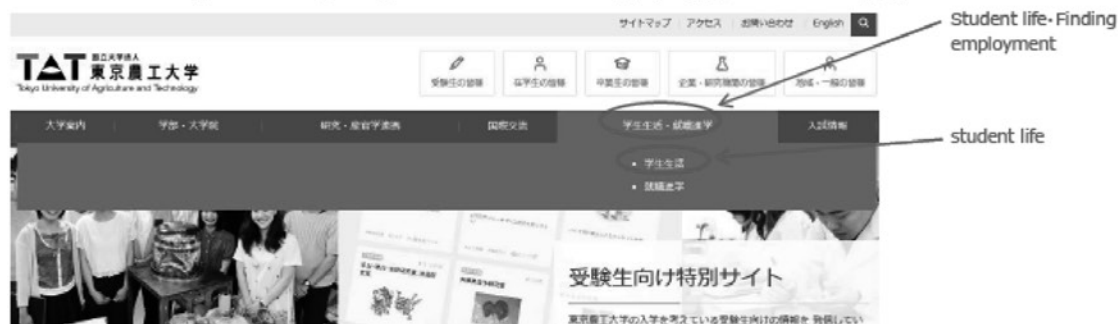 サイトマップ アクセス お問い合わせ English
Student life・Finding
employment
国立大学法人
TAT 東京農工大学
Tokyo University of Agriculture and Technology
受験生の皆様 在学生の皆様 卒業生の皆様 企業・研究機関の皆様 地域・一般の皆様
大学案内 学部・大学院 研究・産官学連携 国際交流 学生生活・就職進学 入試情報
student life
• 学生生活
• 就職進学
受験生向け特別サイト
東京農工大学の入学を考えている受験生向けの情報を 発信してい